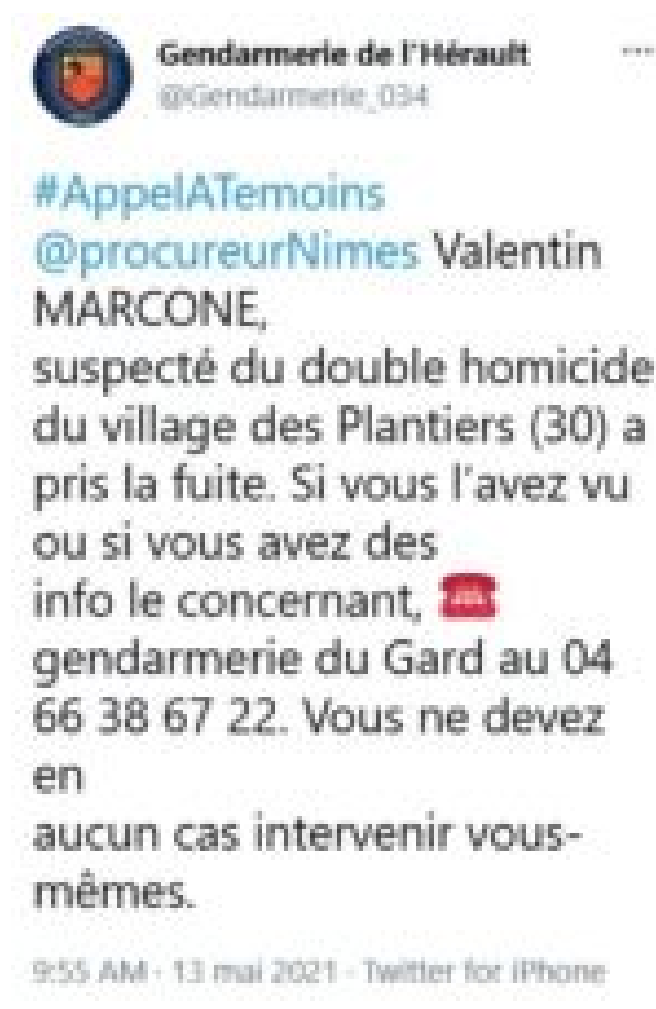 Gendarmerie de l'Hérault
@Gendarmerie_034
#AppelATemoins
@procureurNimes Valentin
MARCONE,
suspecté du double homicide
du village des Plantiers (30) a
pris la fuite. Si vous l'avez vu
ou si vous avez des
info le concernant, ☎
gendarmerie du Gard au 04
66 38 67 22. Vous ne devez
en
aucun cas intervenir vous-
mêmes.
9:55 AM · 13 mai 2021 · Twitter for iPhone